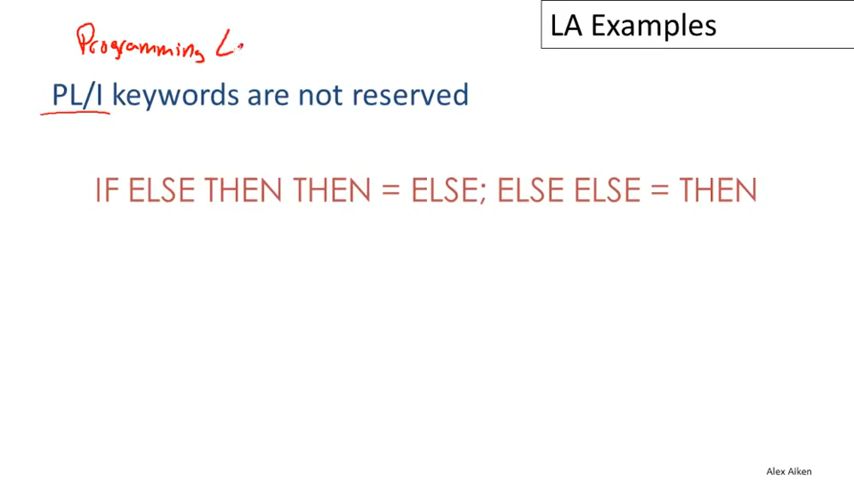 LA Examples
Programming L
PL/I keywords are not reserved
IF ELSE THEN THEN = ELSE; ELSE ELSE = THEN
Alex Aiken